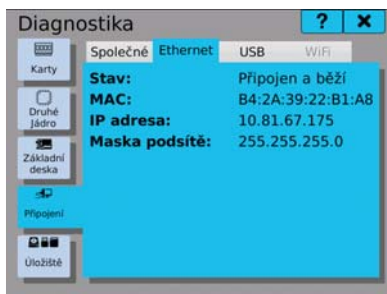 Diagnostika
?
X
Karty
Druhé
Jádro
Základní
deska
Připojení
Úložiště
Společné
Ethernet
USB
WiFi
Stav: Připojen a běží
MAC: B4:2A:39:22:B1:A8
IP adresa: 10.81.67.175
Maska podsítě: 255.255.255.0